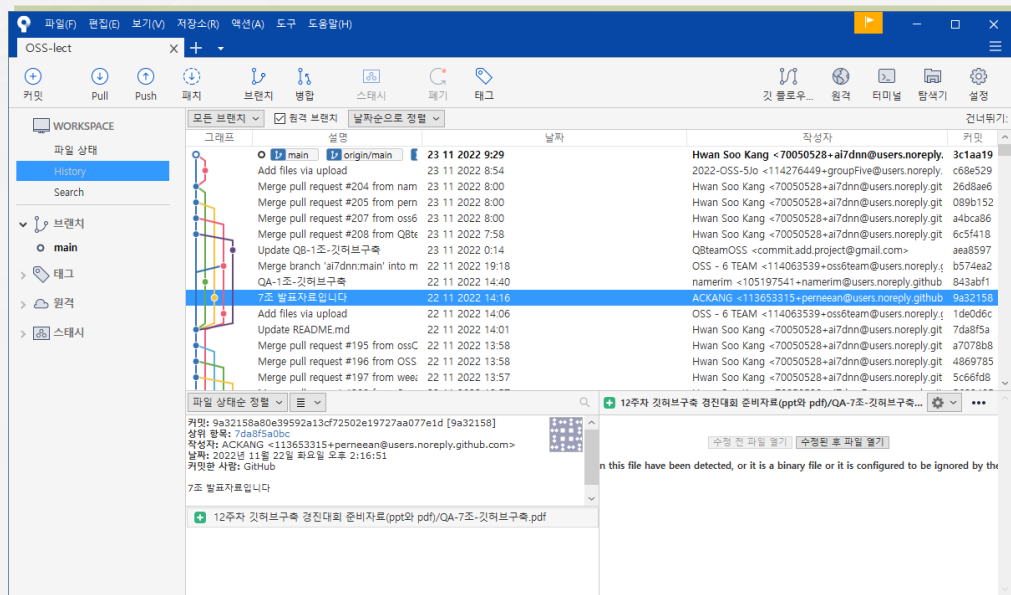 파일(F) 편집(E) 보기(V) 저장소(R) 액션(A) 도구 도움말(H)
OSS-lect
커밋 Pull Push 패치 브랜치 병합 스태시 폐기 태그 깃 플로우... 원격 터미널 탐색기 설정
WORKSPACE
파일 상태
History
Search
브랜치
main
태그
원격
스태시
모든 브랜치 원격 브랜치 날짜순으로 정렬 건너뛰기:
그래프 설명 날짜 작성자 커밋
main origin/main 23 11 2022 9:29 Hwan Soo Kang <70050528+ai7dnn@users.noreply. 3c1aa19
Add files via upload 23 11 2022 8:54 2022-OSS-5Jo <114276449+groupFive@users.noreply. c68e529
Merge pull request #204 from nam 23 11 2022 8:00 Hwan Soo Kang <70050528+ai7dnn@users.noreply.git 26d8ae6
Merge pull request #205 from pern 23 11 2022 8:00 Hwan Soo Kang <70050528+ai7dnn@users.noreply.git 089b152
Merge pull request #207 from oss6 23 11 2022 8:00 Hwan Soo Kang <70050528+ai7dnn@users.noreply.git a4bca86
Merge pull request #208 from QBte 23 11 2022 7:58 Hwan Soo Kang <70050528+ai7dnn@users.noreply.git 6c5f418
Update QB-1조-깃허브구축 23 11 2022 0:14 QBteamOSS <commit.add.project@gmail.com> aea8597
Merge branch 'ai7dnn:main' into m 22 11 2022 19:18 OSS - 6 TEAM <114063539+oss6team@users.noreply.g b574ea2
QA-1조-깃허브구축 22 11 2022 14:40 namerim <105197541+namerim@users.noreply.github 843abf1
7조 발표자료입니다 22 11 2022 14:16 ACKANG <113653315+perneean@users.noreply.github 9a32158
Add files via upload 22 11 2022 14:06 OSS - 6 TEAM <114063539+oss6team@users.noreply.g 1de0d6c
Update README.md 22 11 2022 14:01 Hwan Soo Kang <70050528+ai7dnn@users.noreply.git 7da8f5a
Merge pull request #195 from ossC 22 11 2022 13:58 Hwan Soo Kang <70050528+ai7dnn@users.noreply.git a7078b8
Merge pull request #196 from OSS 22 11 2022 13:58 Hwan Soo Kang <70050528+ai7dnn@users.noreply.git 4869785
Merge pull request #197 from weea 22 11 2022 13:57 Hwan Soo Kang <70050528+ai7dnn@users.noreply.git 5c66fd8
파일 상태순 정렬
12주차 깃허브구축 경진대회 준비자료(ppt와 pdf)/QA-7조-깃허브구축...
커밋: 9a32158a80e39592a13cf72502e19727aa077e1d [9a32158]
상위 항목: 7da8f5a0bc
작성자: ACKANG <113653315+perneean@users.noreply.github.com>
날짜: 2022년 11월 22일 화요일 오후 2:16:51
커밋한 사람: GitHub
7조 발표자료입니다
12주차 깃허브구축 경진대회 준비자료(ppt와 pdf)/QA-7조-깃허브구축.pdf
수정 전 파일 열기 수정된 후 파일 열기
n this file have been detected, or it is a binary file or it is configured to be ignored by the